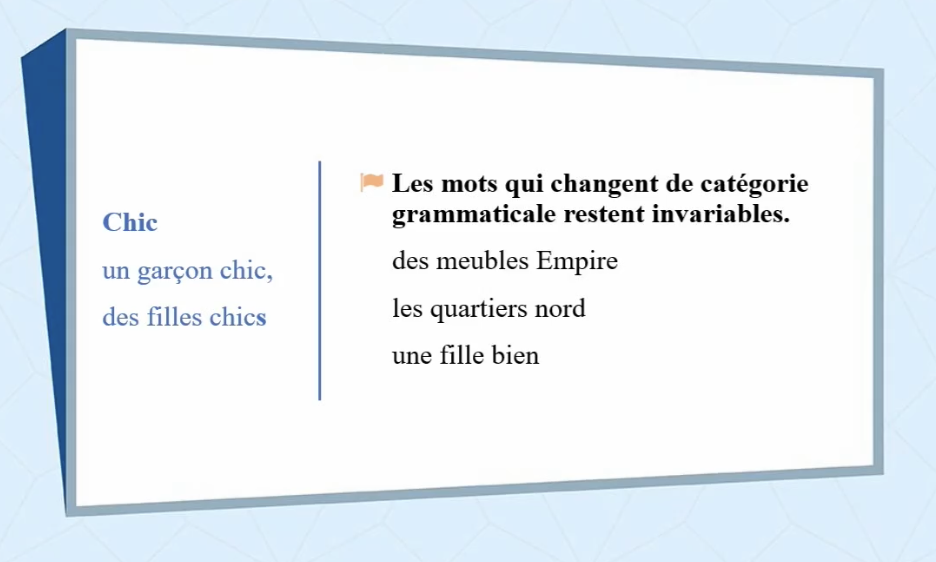 Chic
un garçon chic,
des filles chics
Les mots qui changent de catégorie
grammaticale restent invariables.
des meubles Empire
les quartiers nord
une fille bien